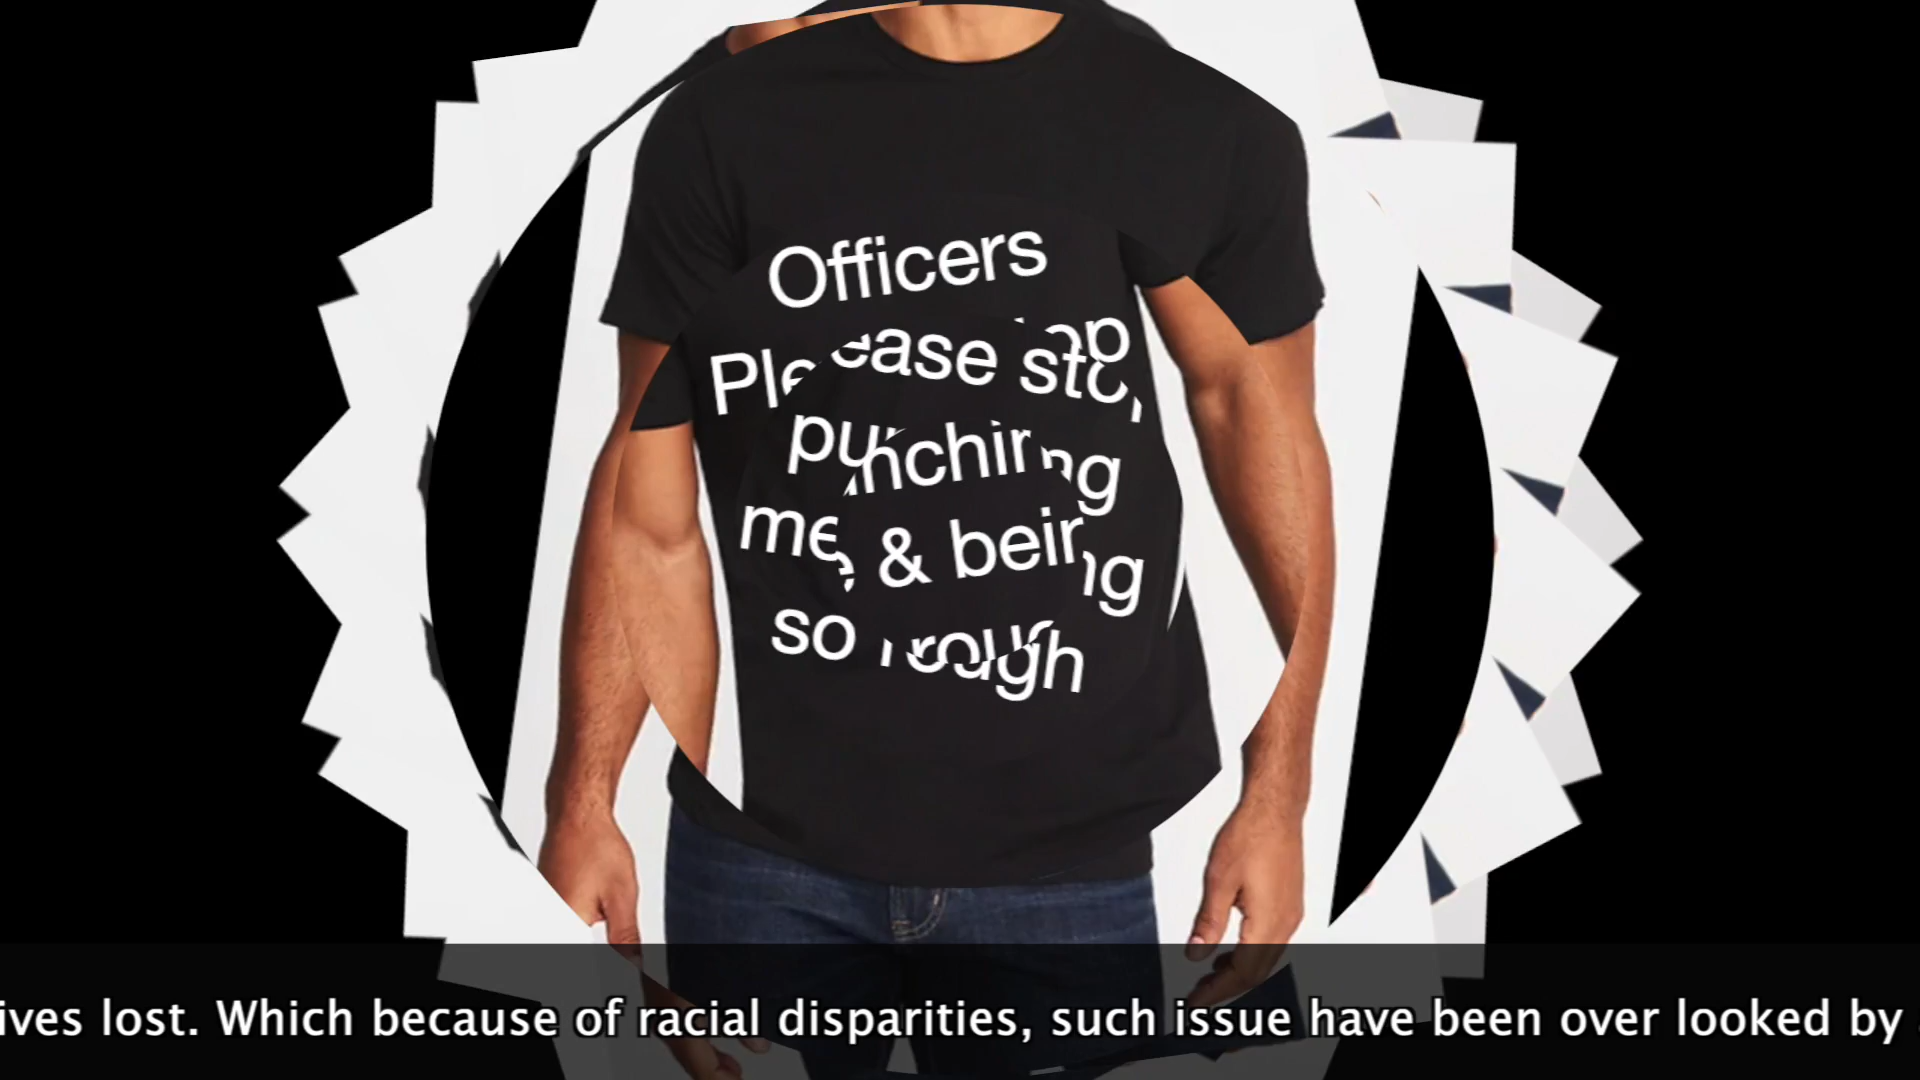 Officers
Please stop
punching
me & being
so rough
ives lost. Which because of racial disparities, such issue have been over looked by